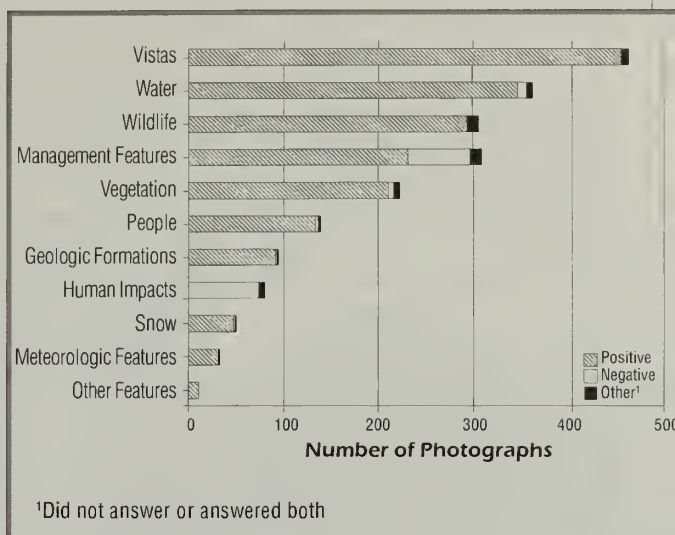 Vistas
Water
Wildlife
Management Features
Vegetation
People
Geologic Formations
Human Impacts
Snow
Meteorologic Features
Other Features
Positive
Negative
Other¹
0 100 200 300 400 500
Number of Photographs
¹Did not answer or answered both